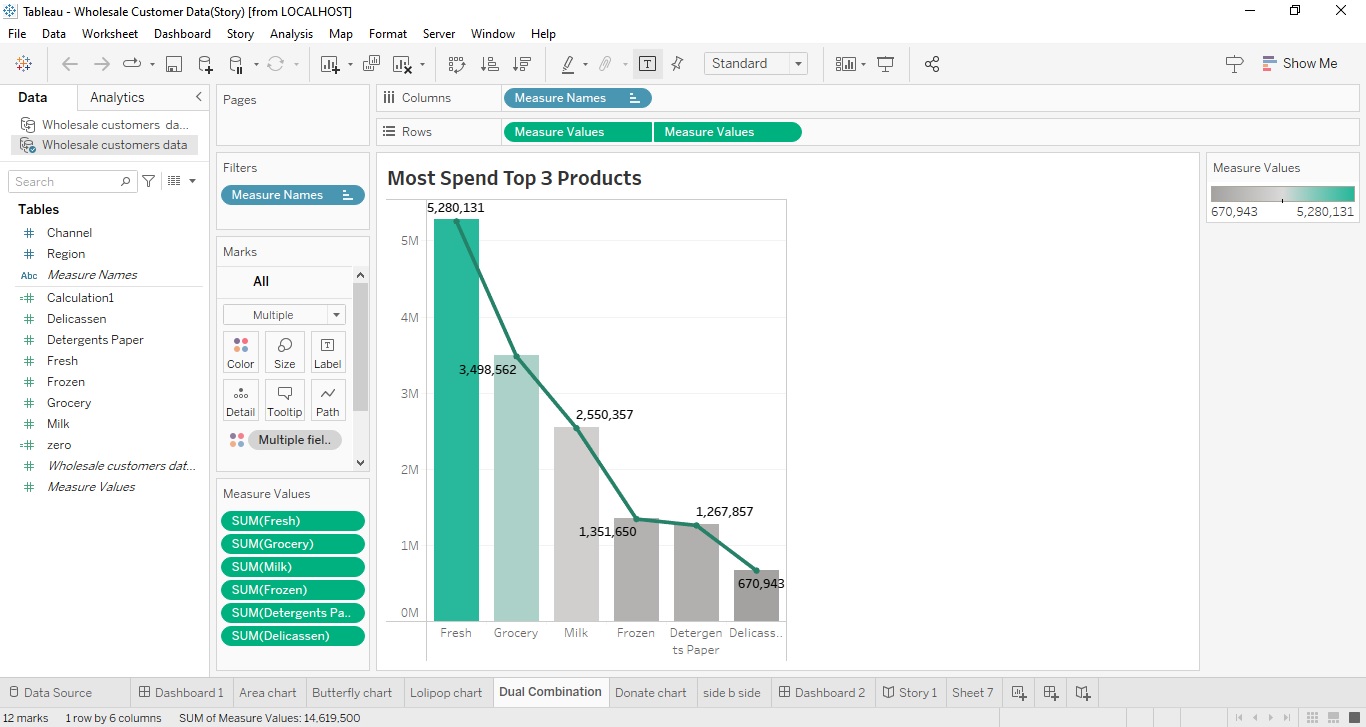 Tableau - Wholesale Customer Data(Story) [from LOCALHOST]
File Data Worksheet Dashboard Story Analysis Map Format Server Window Help
Standard
Show Me
Data Analytics
Wholesale customers da...
Wholesale customers data
Search
Tables
Channel
Region
Abc Measure Names
Calculation1
Delicassen
Detergents Paper
Fresh
Frozen
Grocery
Milk
zero
Wholesale customers dat...
Measure Values
Pages
Filters
Measure Names
Marks
All
Multiple
Color Size Label
Detail Tooltip Path
Multiple fiel..
Measure Values
SUM(Fresh)
SUM(Grocery)
SUM(Milk)
SUM(Frozen)
SUM(Detergents Pa..
SUM(Delicassen)
Columns Measure Names
Rows Measure Values Measure Values
Most Spend Top 3 Products
5,280,131
5M
4M
3,498,562
3M
2,550,357
2M
1,267,857
1,351,650
1M
670,943
0M
Fresh Grocery Milk Frozen Detergen Delicass..
ts Paper
Measure Values
670,943 5,280,131
Data Source Dashboard 1 Area chart Butterfly chart Lolipop chart Dual Combination Donate chart side b side Dashboard 2 Story 1 Sheet 7
12 marks 1 row by 6 columns SUM of Measure Values: 14,619,500